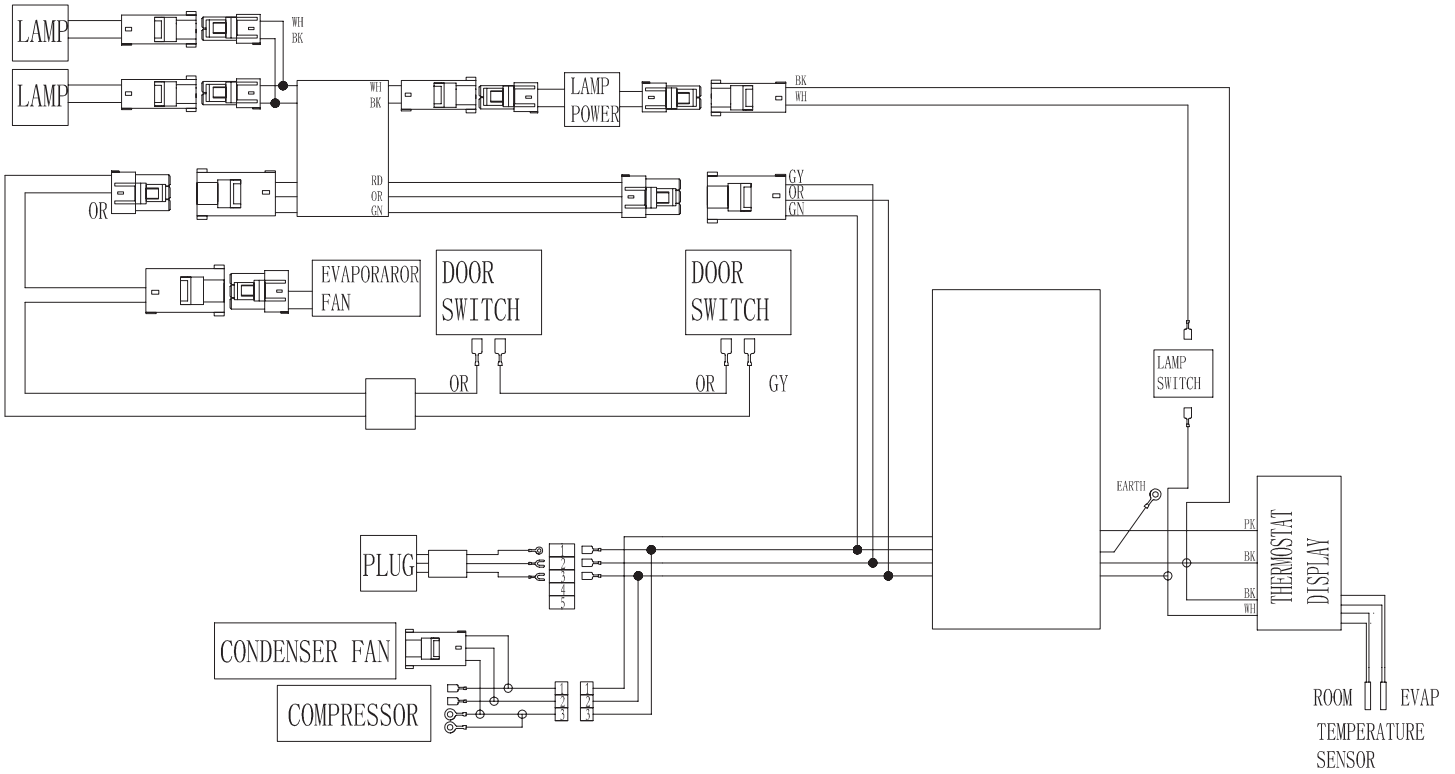 LAMP
WH
BK
LAMP
WH
BK
LAMP
POWER
BK
WH
RD
OR
GN
GY
OR
GN
OR
EVAPORAROR
FAN
DOOR
SWITCH
DOOR
SWITCH
LAMP
SWITCH
OR
OR
GY
EARTH
PLUG
1
2
3
4
5
PK
BK
BK
WH
THERMOSTAT
DISPLAY
CONDENSER FAN
COMPRESSOR
1
2
3
1
2
3
ROOM
EVAP
TEMPERATURE
SENSOR